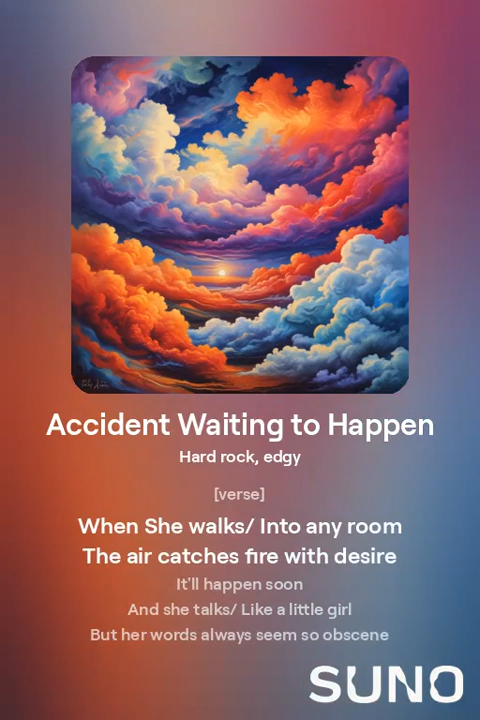 Accident Waiting to Happen
Hard rock, edgy
[verse]
When She walks/ Into any room
The air catches fire with desire
It'll happen soon
And she talks/ Like a little girl
But her words always seem so obscene
SUNO